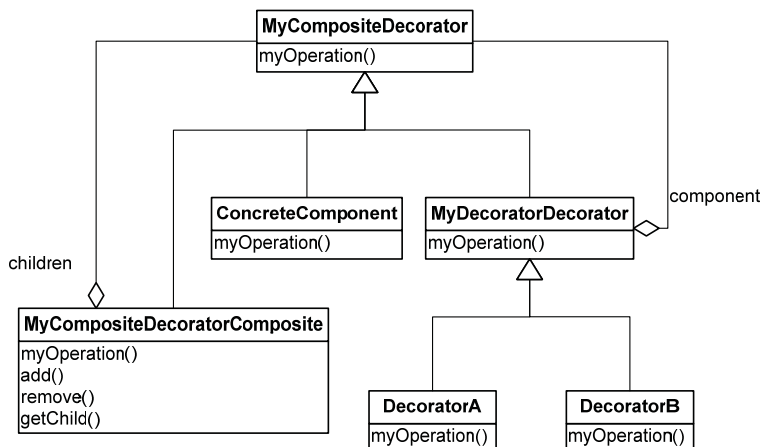 MyCompositeDecorator
myOperation()
ConcreteComponent
myOperation()
MyDecoratorDecorator
myOperation()
component
children
MyCompositeDecoratorComposite
myOperation()
add()
remove()
getChild()
DecoratorA
myOperation()
DecoratorB
myOperation()